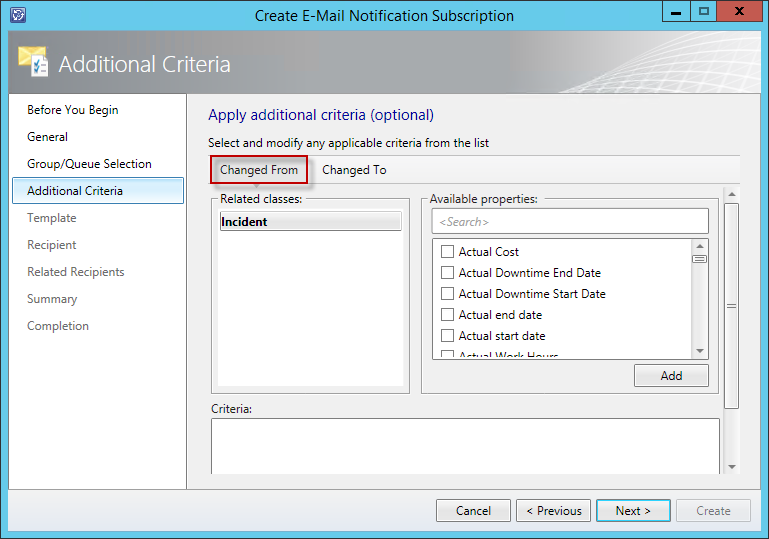 Create E-Mail Notification Subscription
Additional Criteria
Before You Begin
General
Group/Queue Selection
Additional Criteria
Template
Recipient
Related Recipients
Summary
Completion
Apply additional criteria (optional)
Select and modify any applicable criteria from the list
Changed From Changed To
Related classes:
Incident
Available properties:
<Search>
Actual Cost
Actual Downtime End Date
Actual Downtime Start Date
Actual end date
Actual start date
Actual Work Hours
Add
Criteria:
Cancel < Previous Next > Create